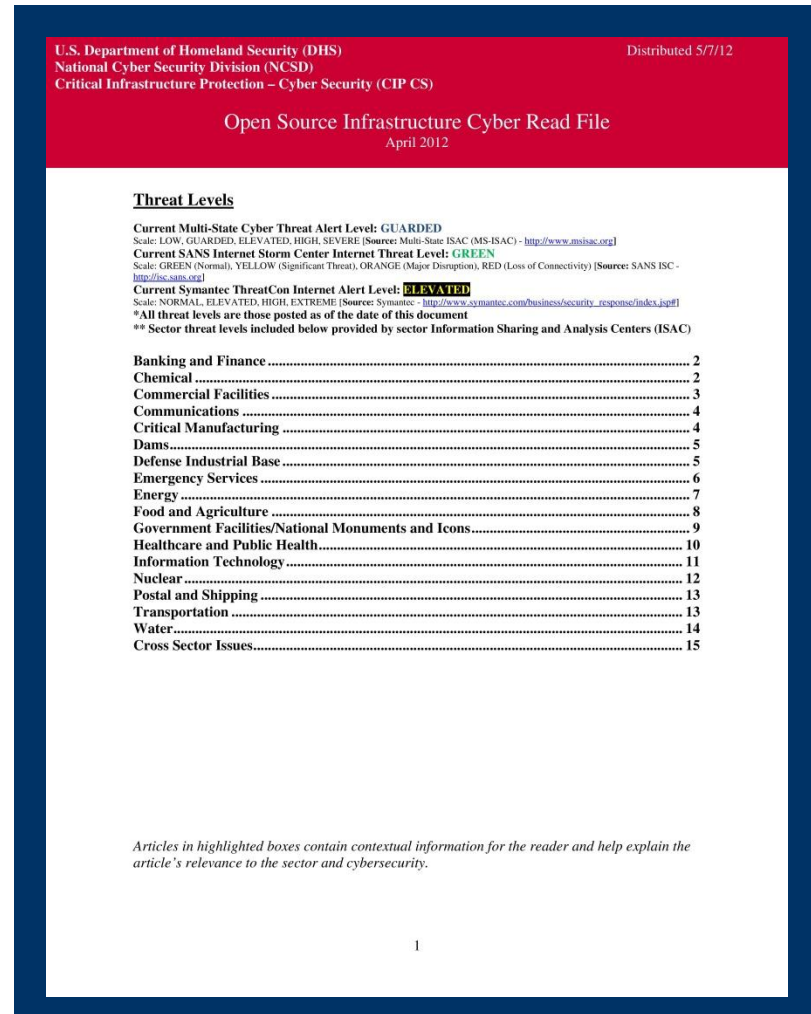 U.S. Department of Homeland Security (DHS) Distributed 5/7/12
National Cyber Security Division (NCSD)
Critical Infrastructure Protection – Cyber Security (CIP CS)
Open Source Infrastructure Cyber Read File
April 2012
Threat Levels
Current Multi-State Cyber Threat Alert Level: GUARDED
Scale: LOW, GUARDED, ELEVATED, HIGH, SEVERE [Source: Multi-State ISAC (MS-ISAC) - http://www.msisac.org]
Current SANS Internet Storm Center Internet Threat Level: GREEN
Scale: GREEN (Normal), YELLOW (Significant Threat), ORANGE (Major Disruption), RED (Loss of Connectivity) [Source: SANS ISC -
http://isc.sans.org]
Current Symantec ThreatCon Internet Alert Level: ELEVATED
Scale: NORMAL, ELEVATED, HIGH, EXTREME [Source: Symantec - http://www.symantec.com/business/security_response/index.jsp#]
*All threat levels are those posted as of the date of this document
** Sector threat levels included below provided by sector Information Sharing and Analysis Centers (ISAC)
Banking and Finance ... 2
Chemical ... 2
Commercial Facilities ... 3
Communications ... 4
Critical Manufacturing ... 4
Dams ... 5
Defense Industrial Base ... 5
Emergency Services ... 6
Energy ... 7
Food and Agriculture ... 8
Government Facilities/National Monuments and Icons ... 9
Healthcare and Public Health ... 10
Information Technology ... 11
Nuclear ... 12
Postal and Shipping ... 13
Transportation ... 13
Water ... 14
Cross Sector Issues ... 15
Articles in highlighted boxes contain contextual information for the reader and help explain the
article's relevance to the sector and cybersecurity.
1